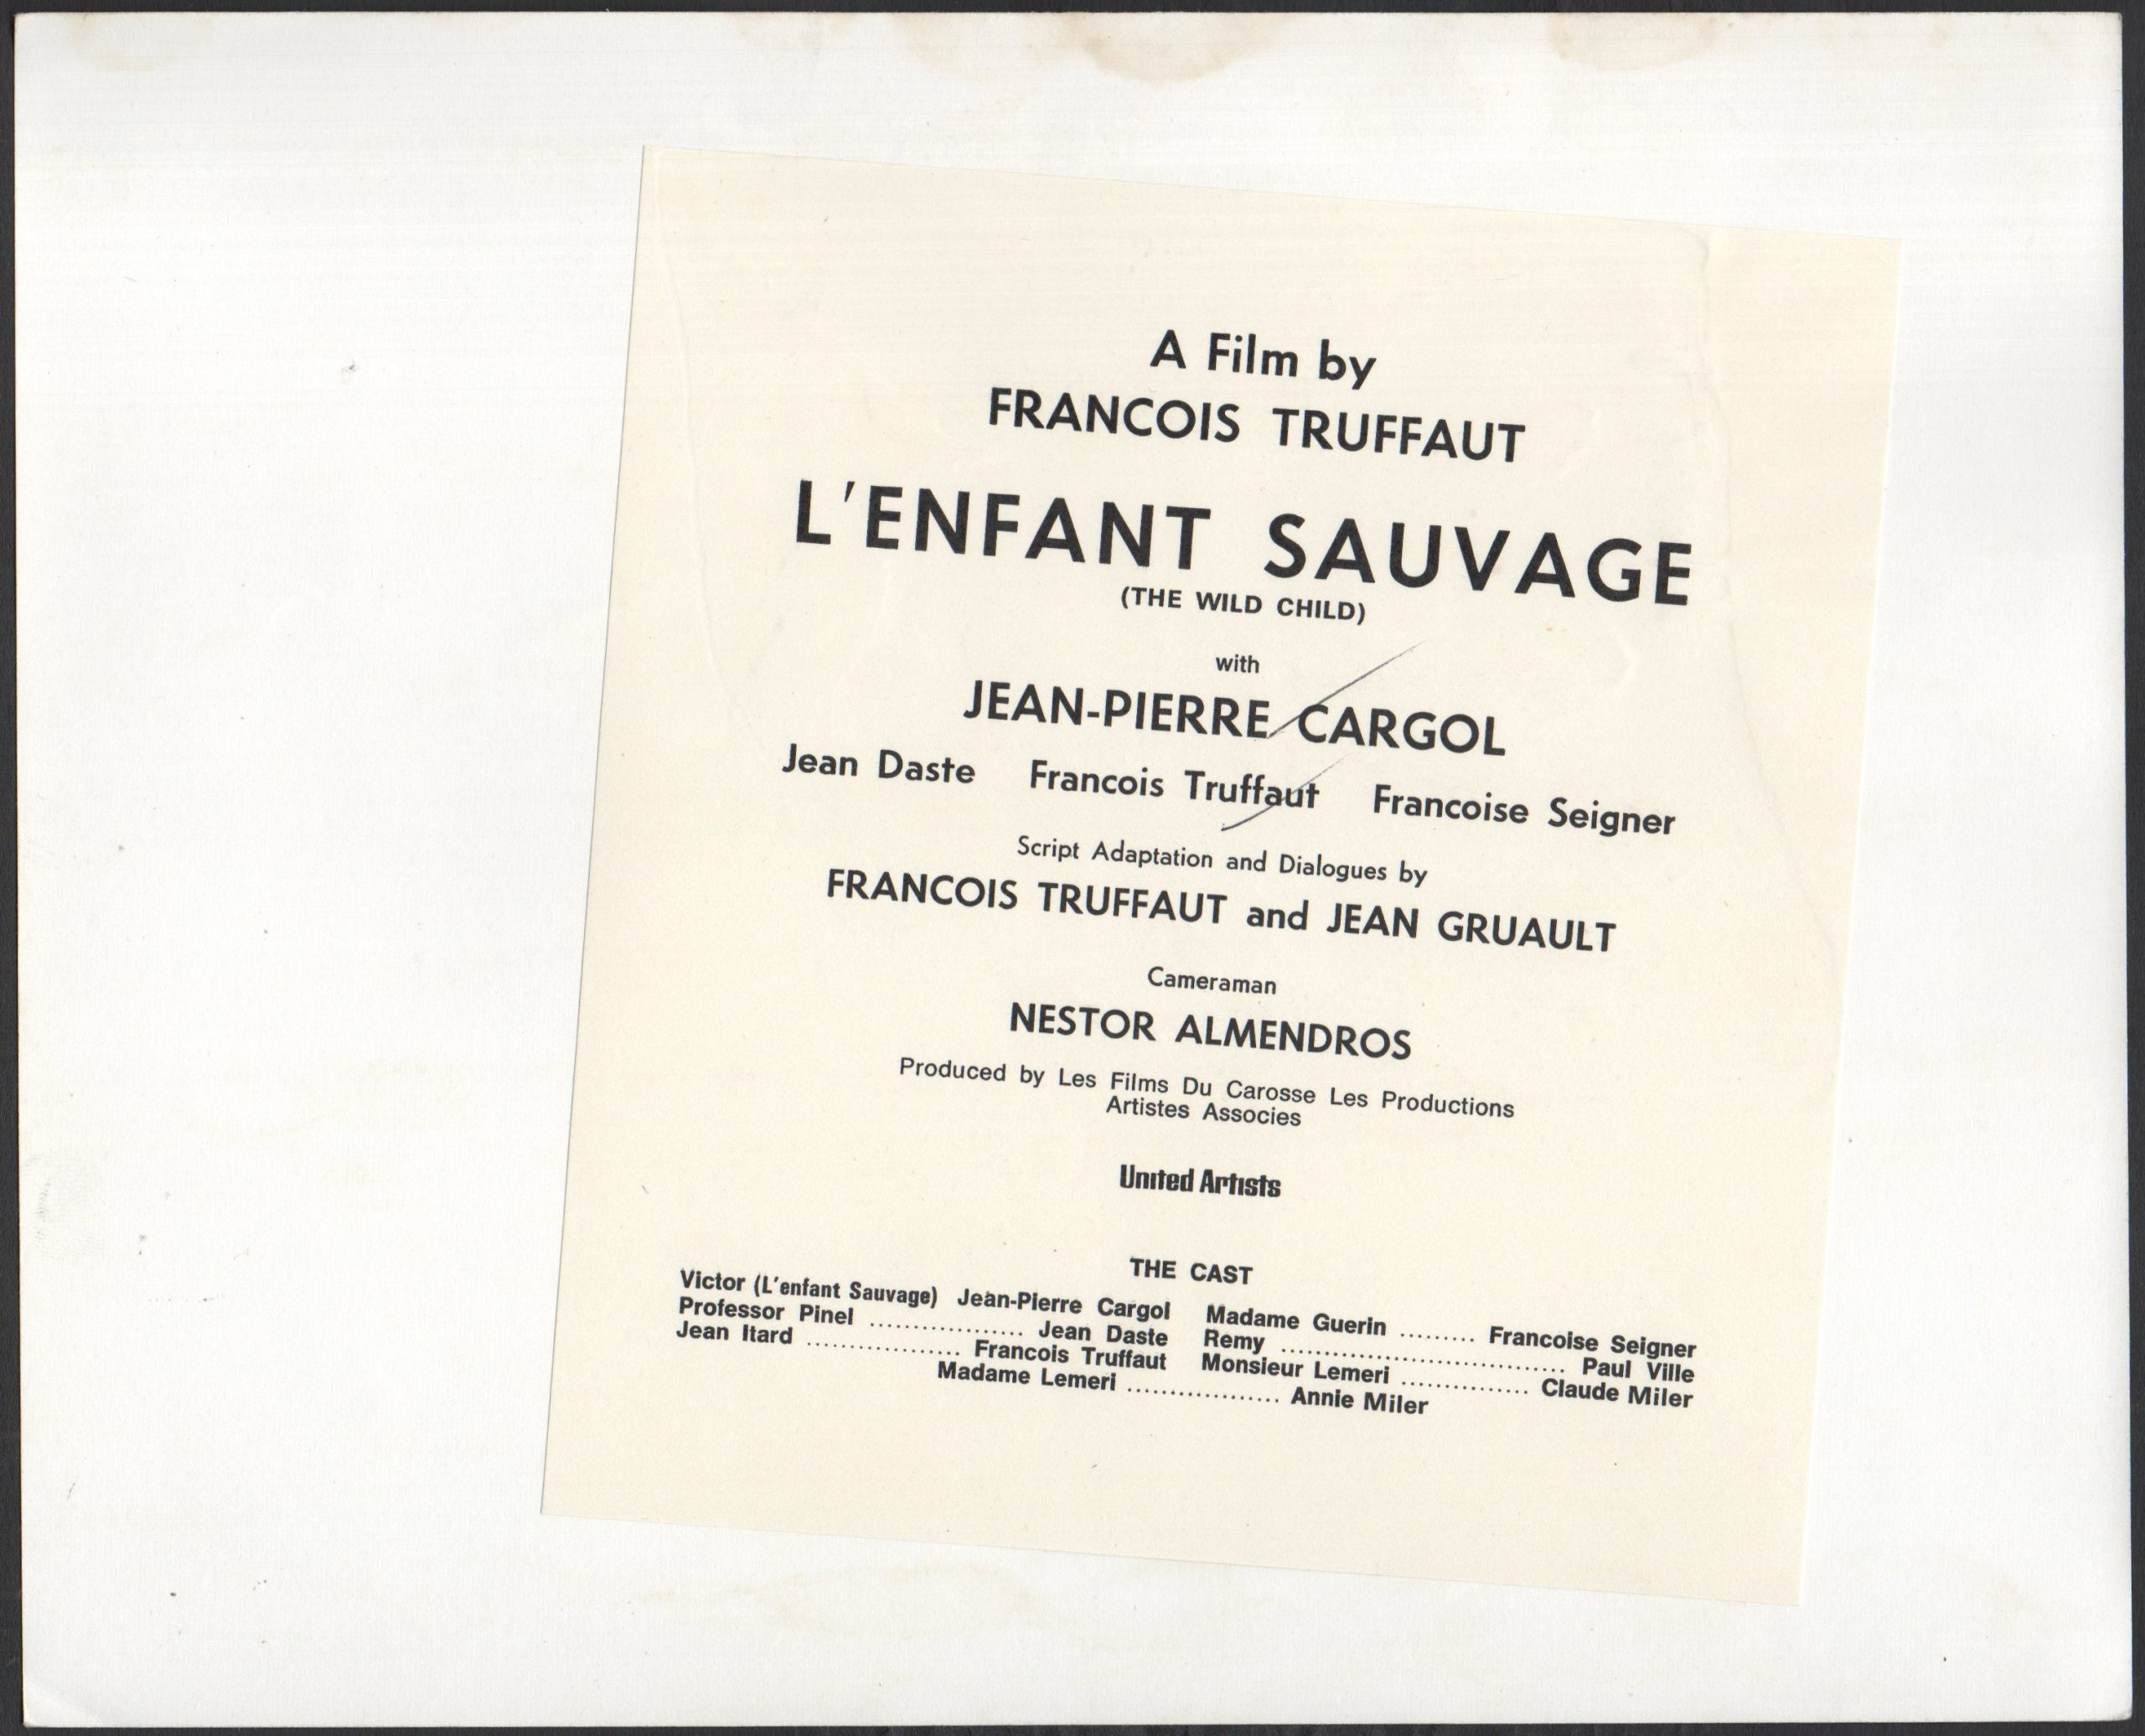 A Film by
FRANCOIS TRUFFAUT
L'ENFANT SAUVAGE
(THE WILD CHILD)
with
JEAN-PIERRE CARGOL
Jean Daste Francois Truffaut Francoise Seigner
Script Adaptation and Dialogues by
FRANCOIS TRUFFAUT and JEAN GRUAULT
Cameraman
NESTOR ALMENDROS
Produced by Les Films Du Carosse Les Productions
Artistes Associes
United Artists
THE CAST
Victor (L'enfant Sauvage) Jean-Pierre Cargol Madame Guerin ......... Francoise Seigner
Professor Pinel .................. Jean Daste Remy ................................. Paul Ville
Jean Itard .................. Francois Truffaut Monsieur Lemeri ............... Claude Miler
Madame Lemeri .................. Annie Miler